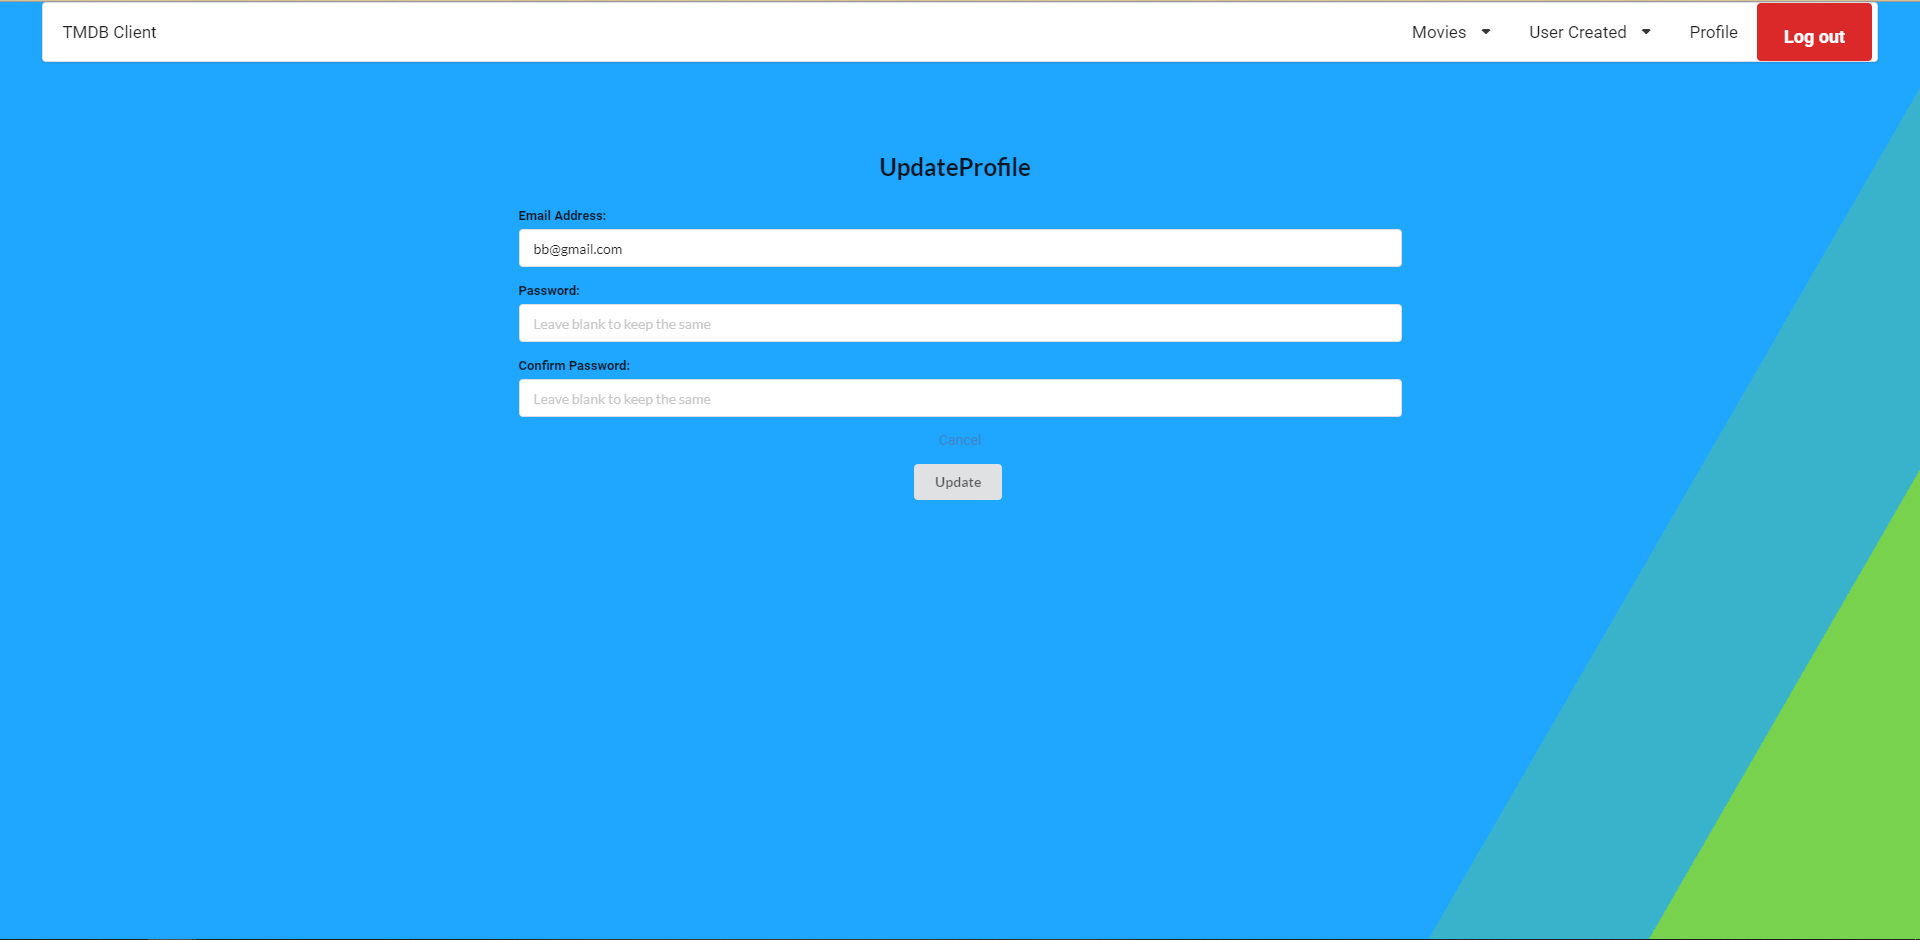 TMDB Client Movies User Created Profile Log out
UpdateProfile
Email Address:
bb@gmail.com
Password:
Leave blank to keep the same
Confirm Password:
Leave blank to keep the same
Cancel
Update